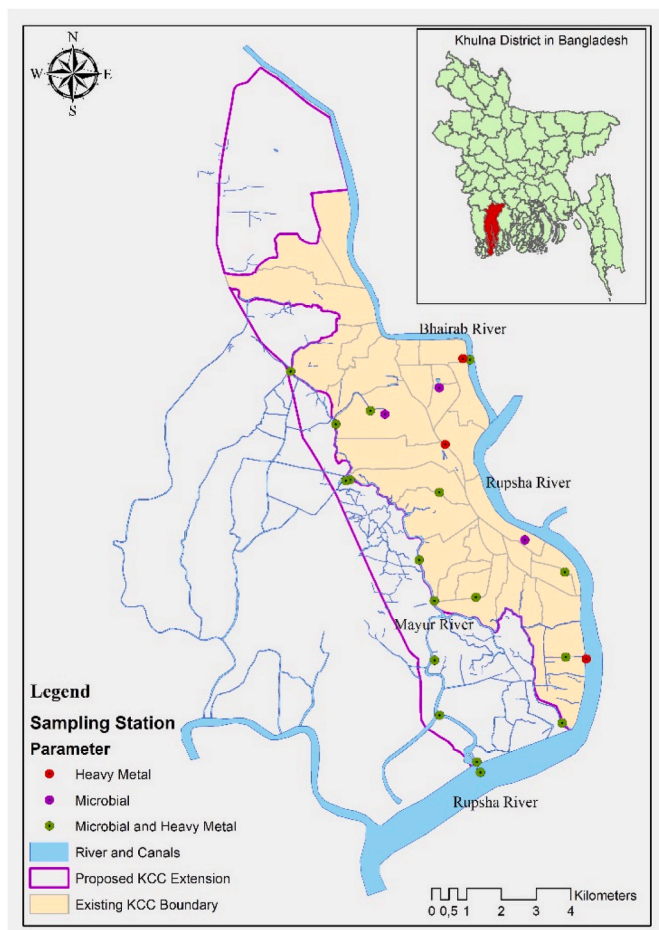 Khulna District in Bangladesh
N
W
E
S
Bhairab River
Rupsha River
Mayur River
Rupsha River
Legend
Sampling Station
Parameter
Heavy Metal
Microbial
Microbial and Heavy Metal
River and Canals
Proposed KCC Extension
Existing KCC Boundary
Kilometers
0 0,5 1 2 3 4